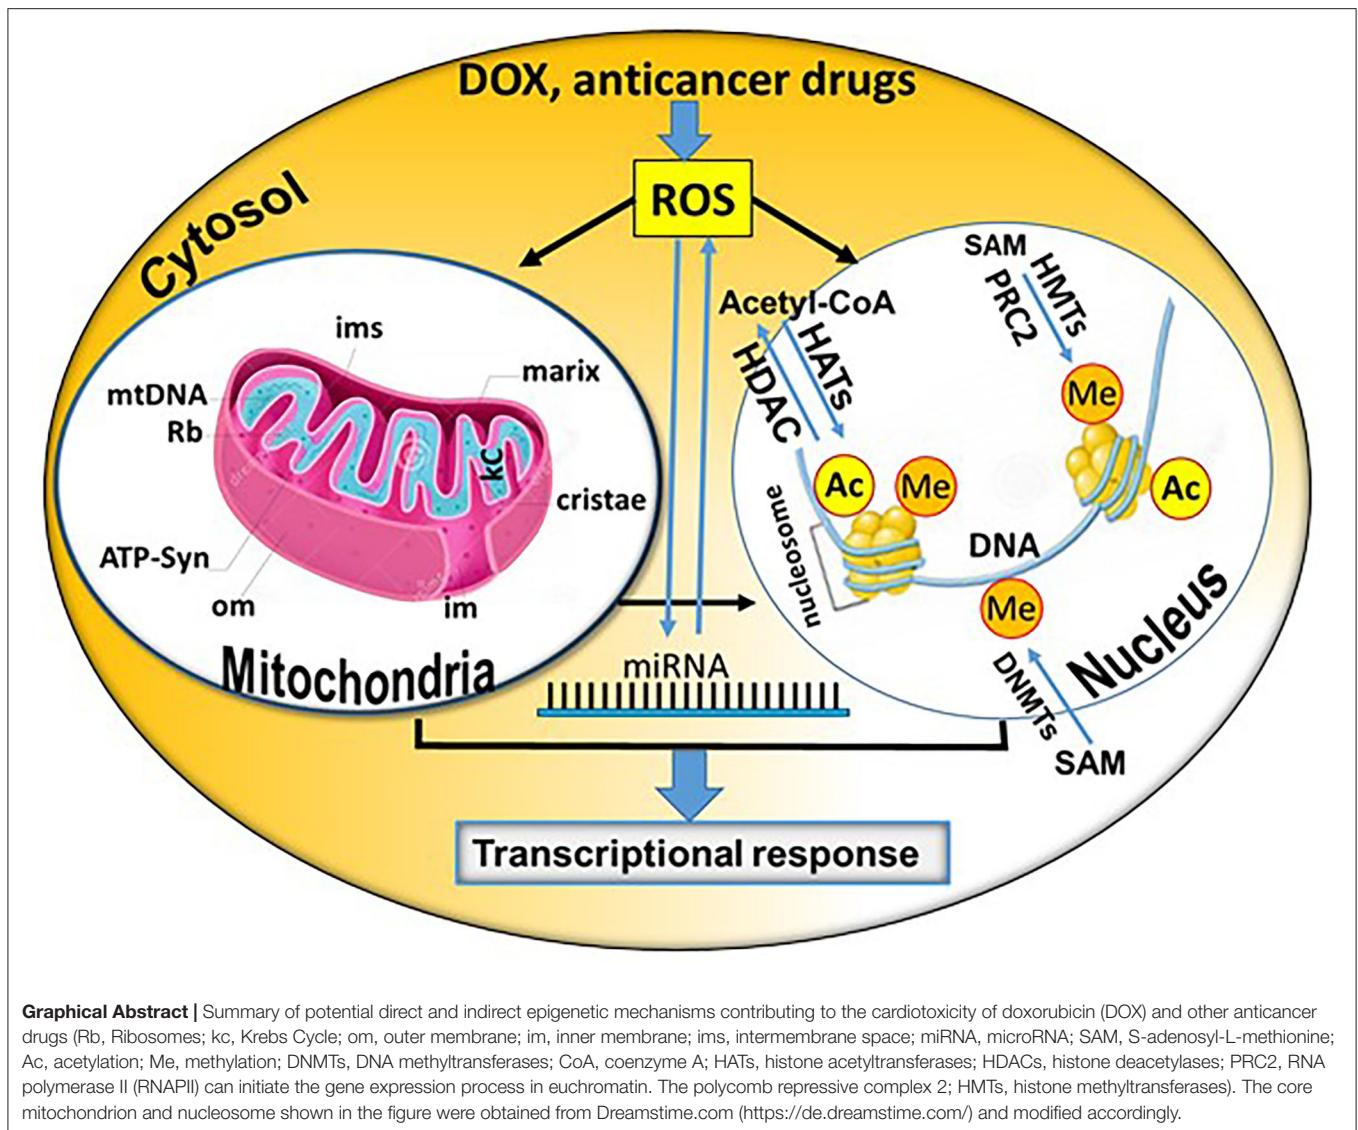 DOX, anticancer drugs
ROS
Cytosol
SAM
HMTs
PRC2
Acetyl-CoA
HATs
HDAC
ims
marix
mtDNA
Rb
kC
cristae
ATP-Syn
om
im
Mitochondria
Me
Ac
Me
Ac
nucleosome
DNA
Me
Nucleus
DNMTs
SAM
miRNA
Transcriptional response
Graphical Abstract | Summary of potential direct and indirect epigenetic mechanisms contributing to the cardiotoxicity of doxorubicin (DOX) and other anticancer
drugs (Rb, Ribosomes; kc, Krebs Cycle; om, outer membrane; im, inner membrane; ims, intermembrane space; miRNA, microRNA; SAM, S-adenosyl-L-methionine;
Ac, acetylation; Me, methylation; DNMTs, DNA methyltransferases; CoA, coenzyme A; HATs, histone acetyltransferases; HDACs, histone deacetylases; PRC2, RNA
polymerase II (RNAPII) can initiate the gene expression process in euchromatin. The polycomb repressive complex 2; HMTs, histone methyltransferases). The core
mitochondrion and nucleosome shown in the figure were obtained from Dreamstime.com (https://de.dreamstime.com/) and modified accordingly.